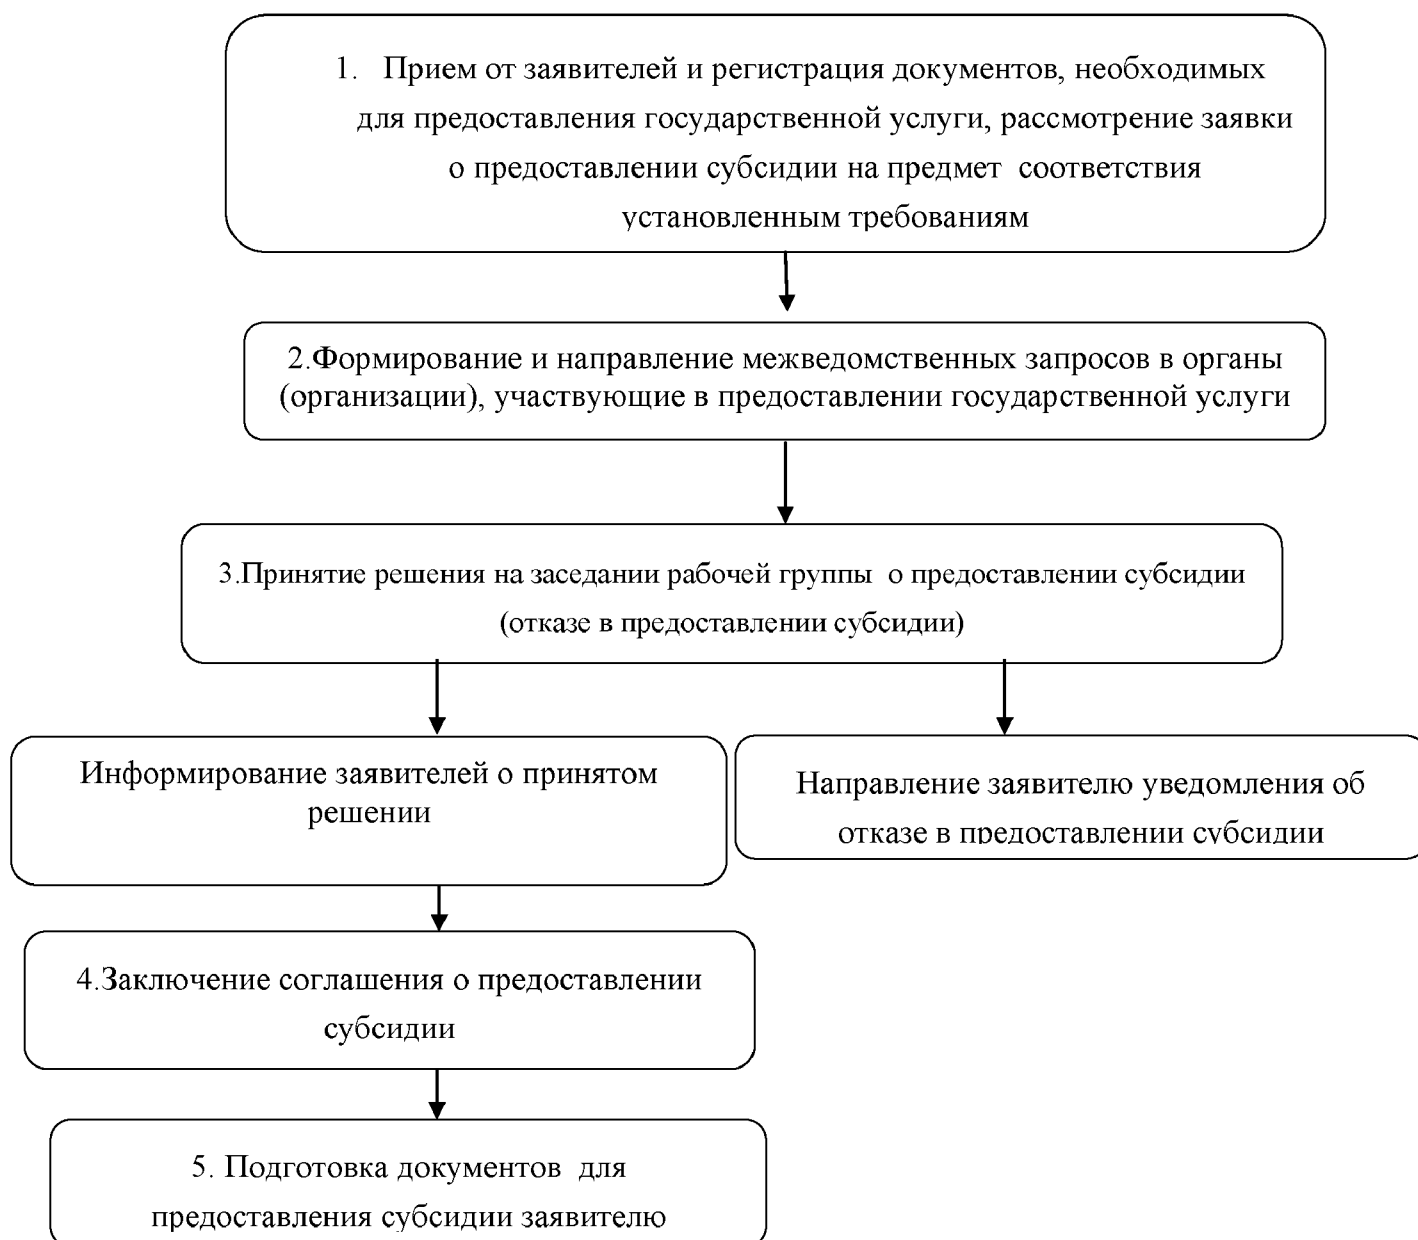 1. Прием от заявителей и регистрация документов, необходимых
для предоставления государственной услуги, рассмотрение заявки
о предоставлении субсидии на предмет соответствия
установленным требованиям
2.Формирование и направление межведомственных запросов в органы
(организации), участвующие в предоставлении государственной услуги
3.Принятие решения на заседании рабочей группы о предоставлении субсидии
(отказе в предоставлении субсидии)
Информирование заявителей о принятом
решении
Направление заявителю уведомления об
отказе в предоставлении субсидии
4.Заключение соглашения о предоставлении
субсидии
5. Подготовка документов для
предоставления субсидии заявителю